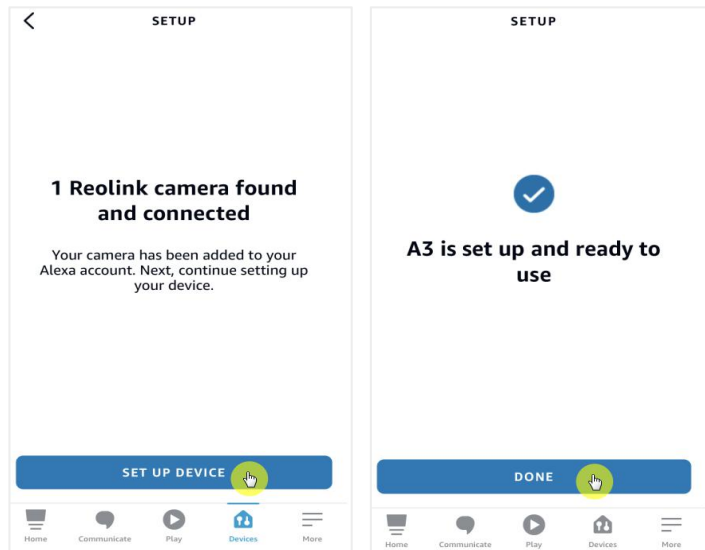 SETUP
1 Reolink camera found
and connected
Your camera has been added to your
Alexa account. Next, continue setting up
your device.
SET UP DEVICE
Home Communicate Play Devices More
SETUP
A3 is set up and ready to
use
DONE
Home Communicate Play Devices More